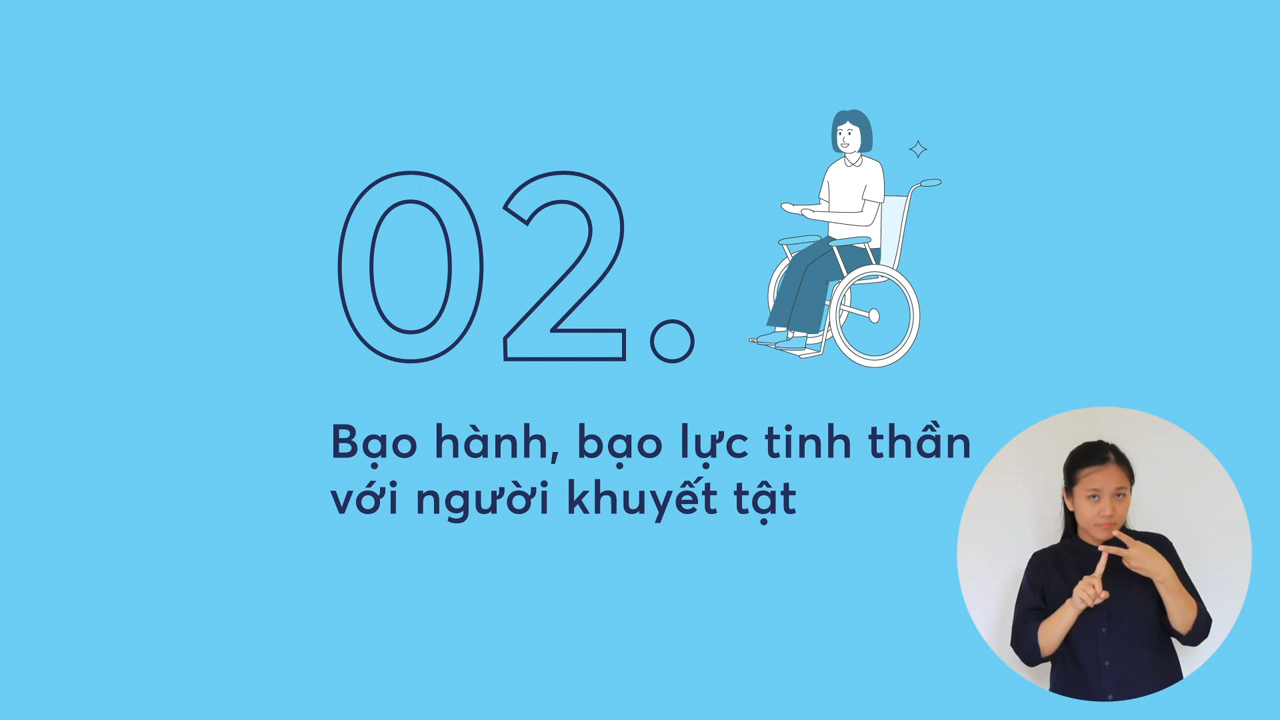 02.
Bạo hành, bạo lực tinh thần
với người khuyết tật